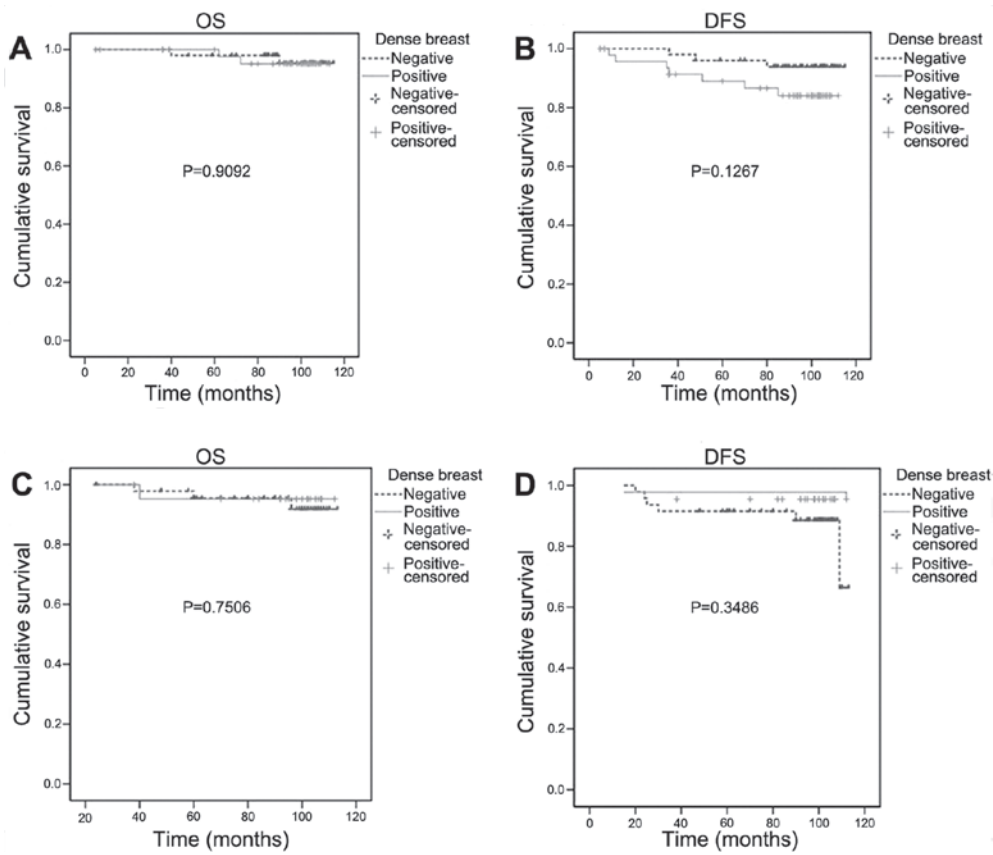 A
OS
Cumulative survival
1.0
0.8
0.6
0.4
0.2
0.0
P=0.9092
0 20 40 60 80 100 120
Time (months)
Dense breast
Negative
Positive
Negative-
censored
Positive-
censored
B
DFS
Cumulative survival
1.0
0.8
0.6
0.4
0.2
0.0
P=0.1267
0 20 40 60 80 100 120
Time (months)
Dense breast
Negative
Positive
Negative-
censored
Positive-
censored
C
OS
Cumulative survival
1.0
0.8
0.6
0.4
0.2
0.0
P=0.7506
20 40 60 80 100 120
Time (months)
Dense breast
Negative
Positive
Negative-
censored
Positive-
censored
D
DFS
Cumulative survival
1.0
0.8
0.6
0.4
0.2
0.0
P=0.3486
0 20 40 60 80 100 120
Time (months)
Dense breast
Negative
Positive
Negative-
censored
Positive-
censored